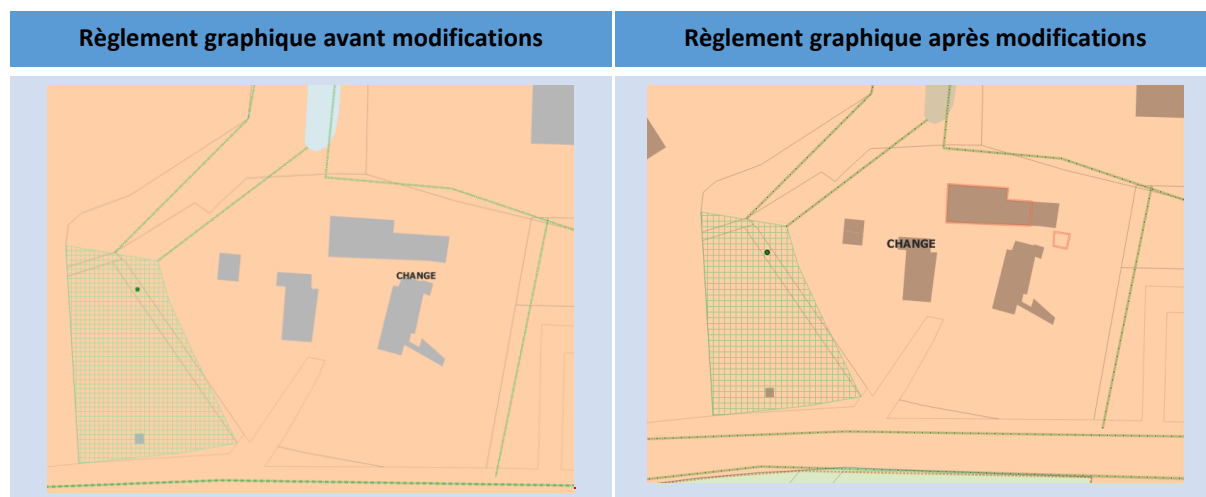 Règlement graphique avant modifications
Règlement graphique après modifications
CHANGE
CHANGE